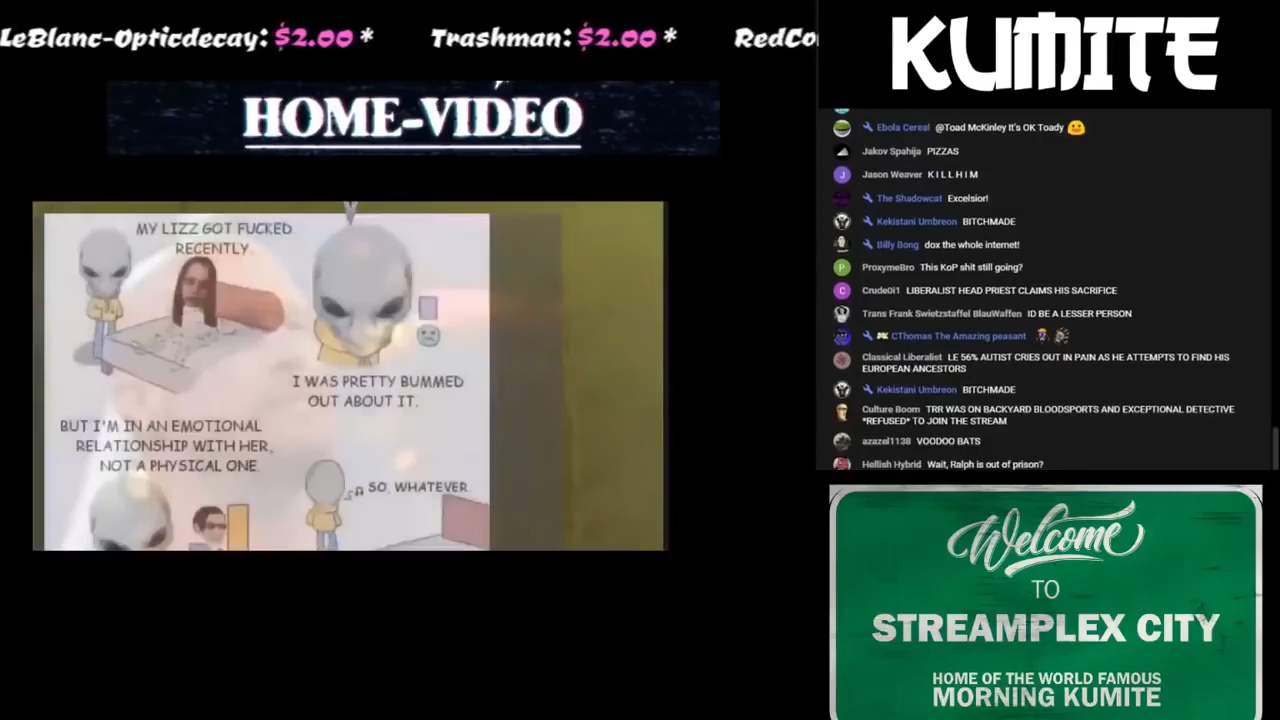 LeBlanc-Opticdecay: $2.00 * Trashman: $2.00 * RedCo
HOME-VIDEO
MY LIZZ GOT FUCKED
RECENTLY.
I WAS PRETTY BUMMED
OUT ABOUT IT.
BUT I'M IN AN EMOTIONAL
RELATIONSHIP WITH HER,
NOT A PHYSICAL ONE.
SO, WHATEVER
KUMITE
Ebola Cereal @Toad McKinley It's OK Toady
Jakov Spahija PIZZAS
J
Jason Weaver K I L L H I M
The Shadowcat Excelsior!
Kekistani Umbreon BITCHMADE
Billy Bong dox the whole internet!
P
ProxymeBro This KoP shit still going?
C
Crude0i1 LIBERALIST HEAD PRIEST CLAIMS HIS SACRIFICE
Trans Frank Swietzstaffel BlauWaffen ID BE A LESSER PERSON
CThomas The Amazing peasant
Classical Liberalist LE 56% AUTIST CRIES OUT IN PAIN AS HE ATTEMPTS TO FIND HIS
EUROPEAN ANCESTORS
Kekistani Umbreon BITCHMADE
Culture Boom TRR WAS ON BACKYARD BLOODSPORTS AND EXCEPTIONAL DETECTIVE
*REFUSED* TO JOIN THE STREAM
azazel1138 VOODOO BATS
Hellish Hybrid Wait, Ralph is out of prison?
Welcome
TO
STREAMPLEX CITY
HOME OF THE WORLD FAMOUS
MORNING KUMITE